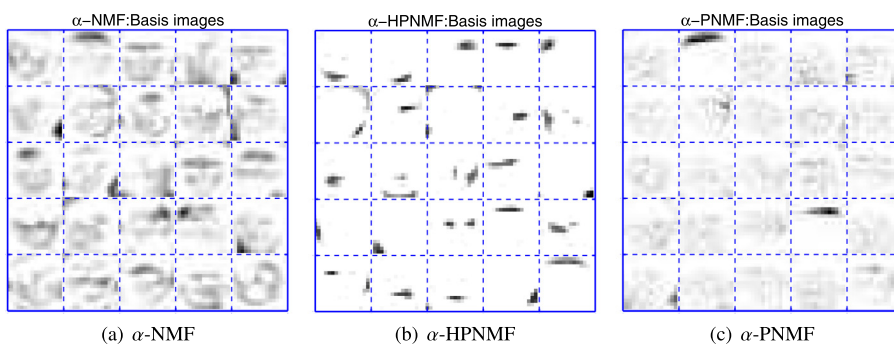 α−NMF:Basis images
α−HPNMF:Basis images
α−PNMF:Basis images
(a) α-NMF
(b) α-HPNMF
(c) α-PNMF